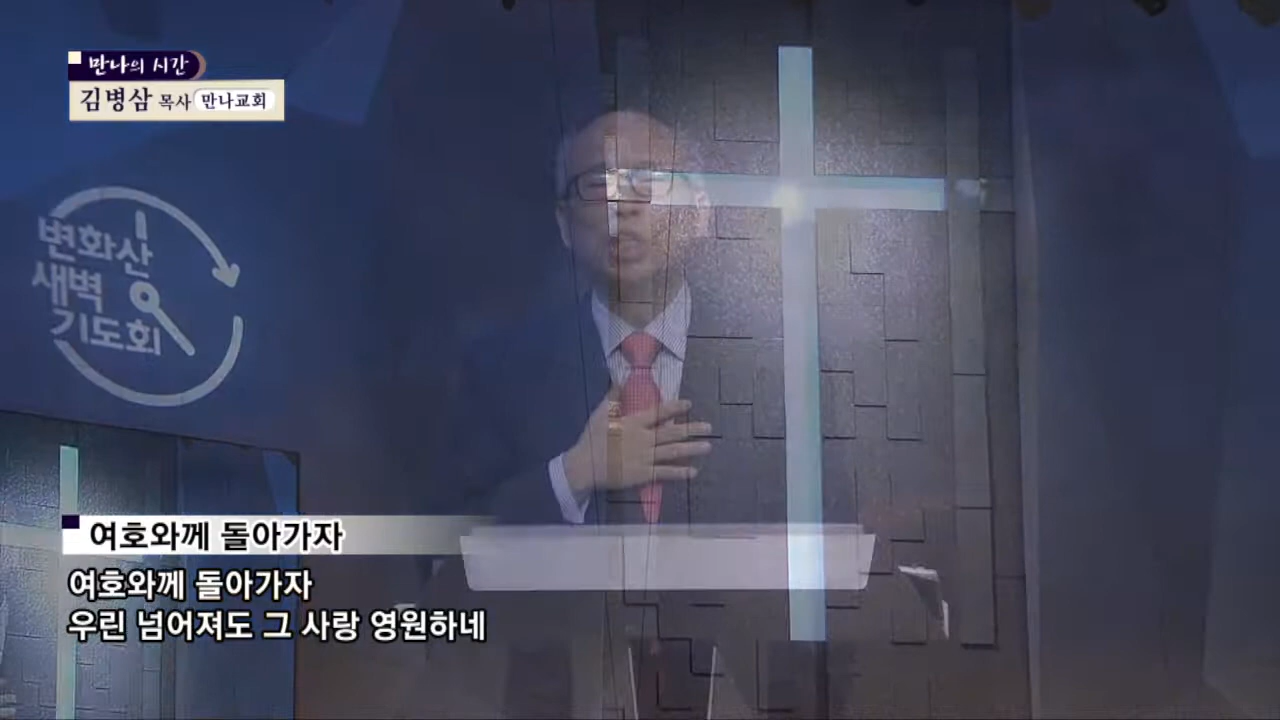 만나의 시간
김병삼 목사 만나교회
변화산
새벽
기도회
여호와께 돌아가자
여호와께 돌아가자
우린 넘어져도 그 사랑 영원하네